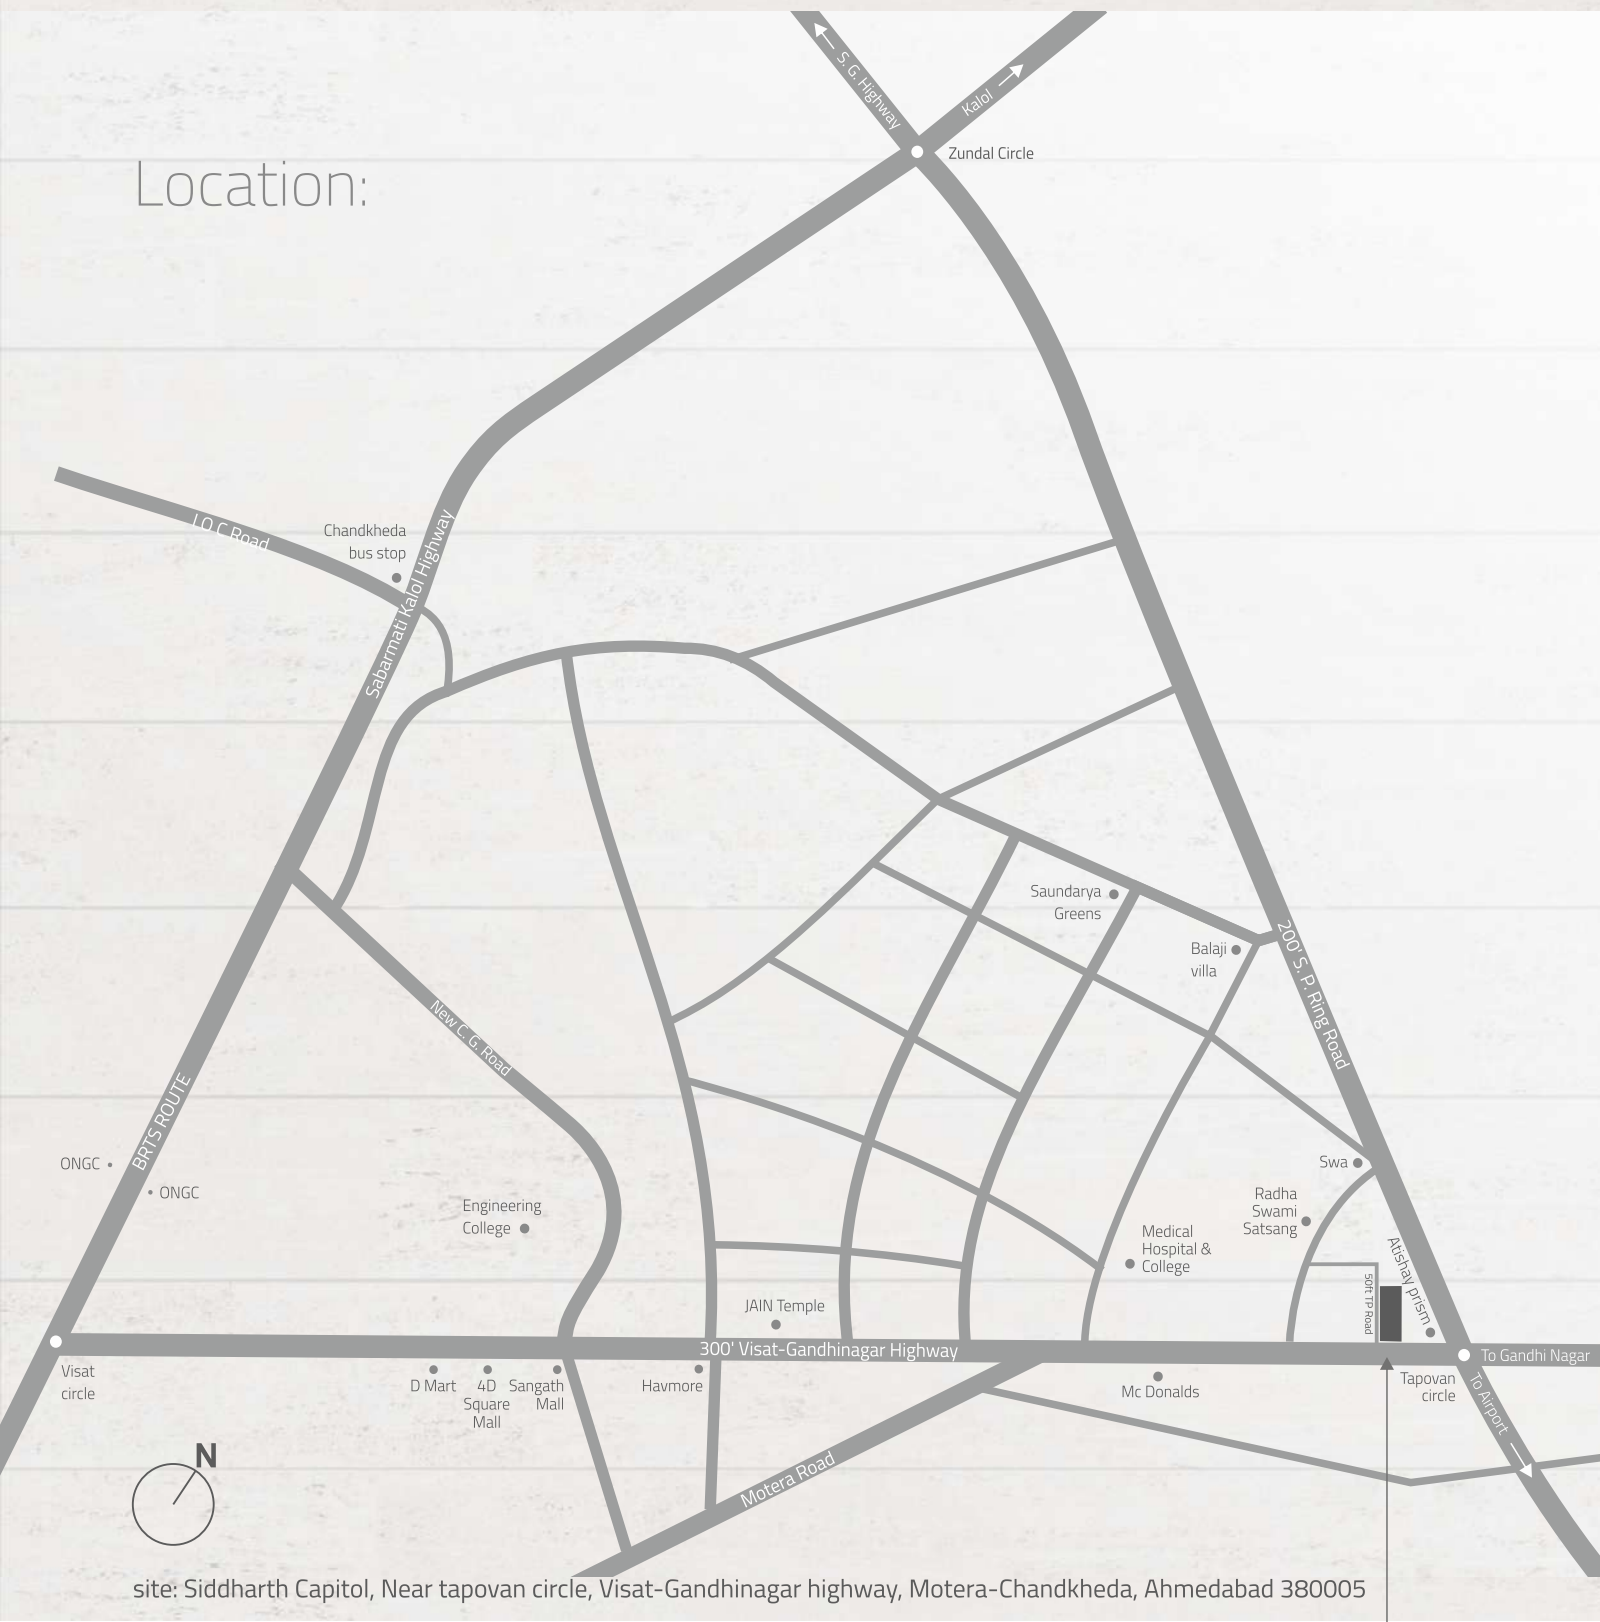 S. G. Highway
Kalol
Zundal Circle
Location:
I.O.C Road
Chandkheda
bus stop
Sabarmati Kalol Highway
Saundarya
Greens
Balaji
villa
200' S. P. Ring Road
New C. G. Road
BRTS ROUTE
ONGC
ONGC
Engineering
College
Swa
Radha
Swami
Satsang
Medical
Hospital &
College
Atishay prism
50ft TP Road
JAIN Temple
300' Visat-Gandhinagar Highway
To Gandhi Nagar
Visat
circle
D Mart
4D
Square
Mall
Sangath
Mall
Havmore
Mc Donalds
Tapovan
circle
To Airport
Motera Road
N
site: Siddharth Capitol, Near tapovan circle, Visat-Gandhinagar highway, Motera-Chandkheda, Ahmedabad 380005